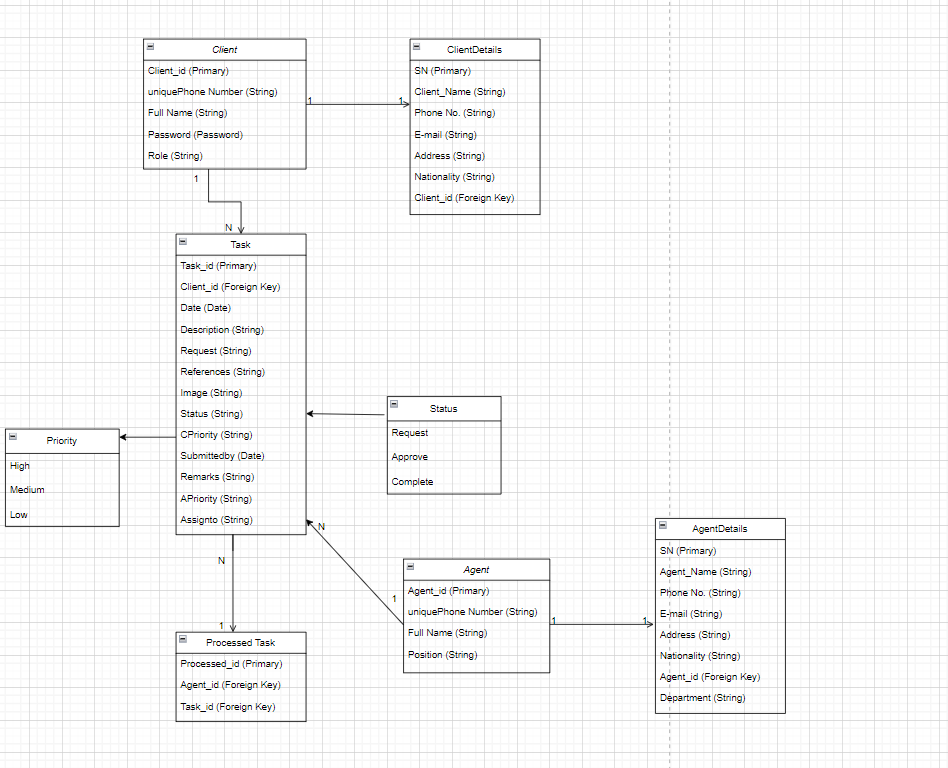 Client
Client_id (Primary)
uniquePhone Number (String)
Full Name (String)
Password (Password)
Role (String)
1
1
ClientDetails
SN (Primary)
Client_Name (String)
Phone No. (String)
E-mail (String)
Address (String)
Nationality (String)
Client_id (Foreign Key)
1
N
Task
Task_id (Primary)
Client_id (Foreign Key)
Date (Date)
Description (String)
Request (String)
References (String)
Image (String)
Status (String)
CPriority (String)
Submittedby (Date)
Remarks (String)
APriority (String)
Assignto (String)
Status
Request
Approve
Complete
Priority
High
Medium
Low
N
1
N
1
Agent
Agent_id (Primary)
uniquePhone Number (String)
Full Name (String)
Position (String)
1
1
AgentDetails
SN (Primary)
Agent_Name (String)
Phone No. (String)
E-mail (String)
Address (String)
Nationality (String)
Agent_id (Foreign Key)
Department (String)
Processed Task
Processed_id (Primary)
Agent_id (Foreign Key)
Task_id (Foreign Key)